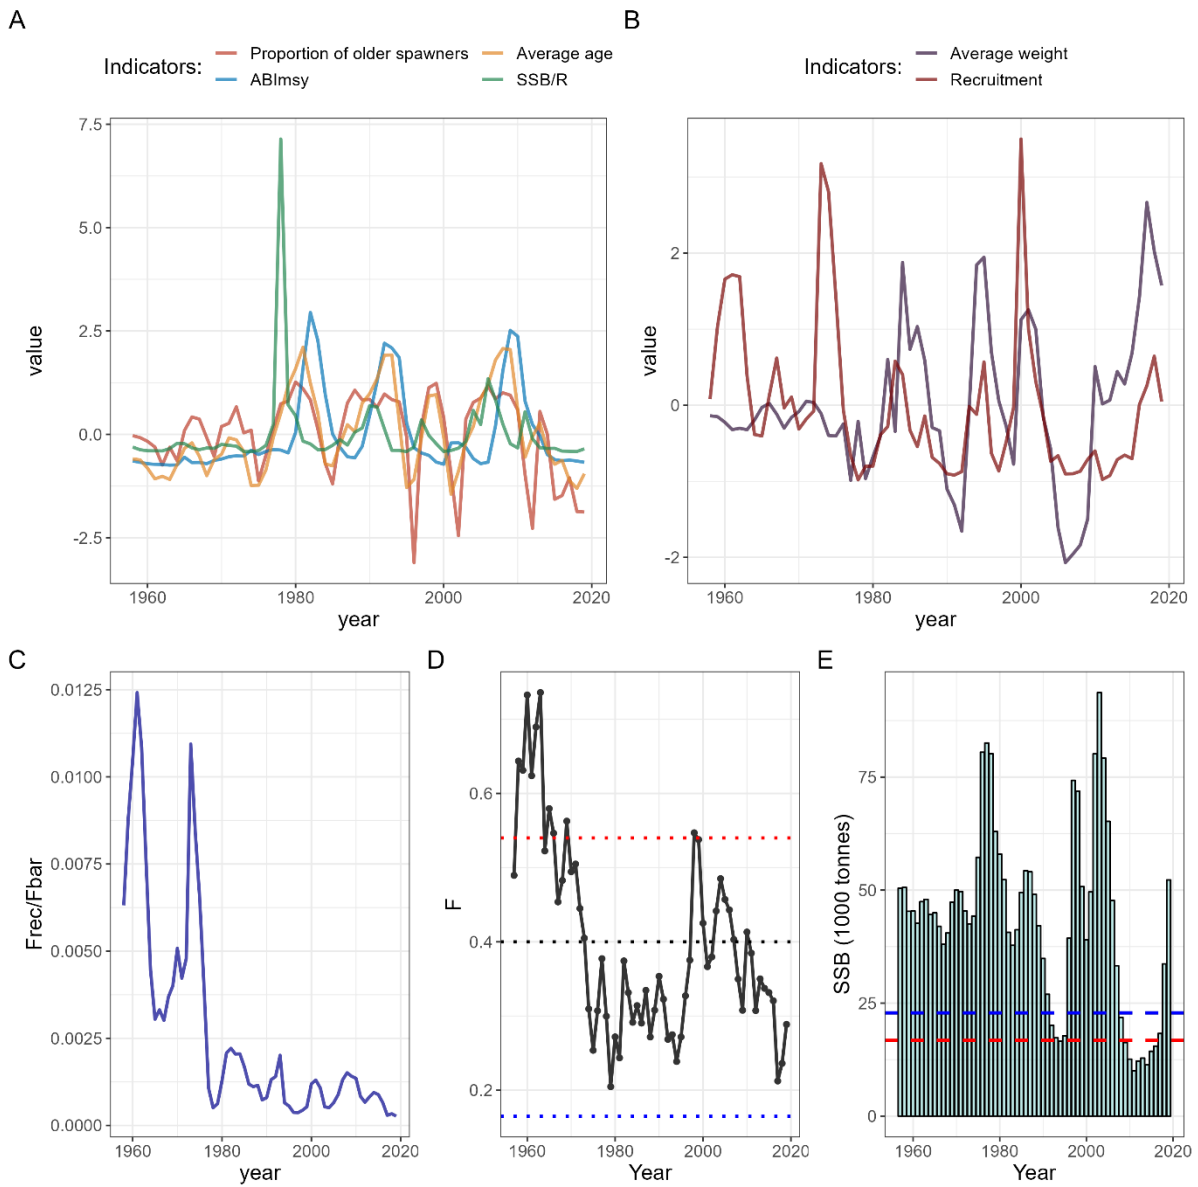 A
B
Indicators:
Proportion of older spawners
Average age
ABImsy
SSB/R
Indicators:
Average weight
Recruitment
7.5
5.0
2.5
0.0
-2.5
value
1960
1980
2000
2020
year
2
0
-2
value
1960
1980
2000
2020
year
C
D
E
0.0125
0.0100
0.0075
0.0050
0.0025
0.0000
Frec/Fbar
1960
1980
2000
2020
year
0.6
0.4
0.2
F
1960
1980
2000
2020
Year
75
50
25
0
SSB (1000 tonnes)
1960
1980
2000
2020
Year